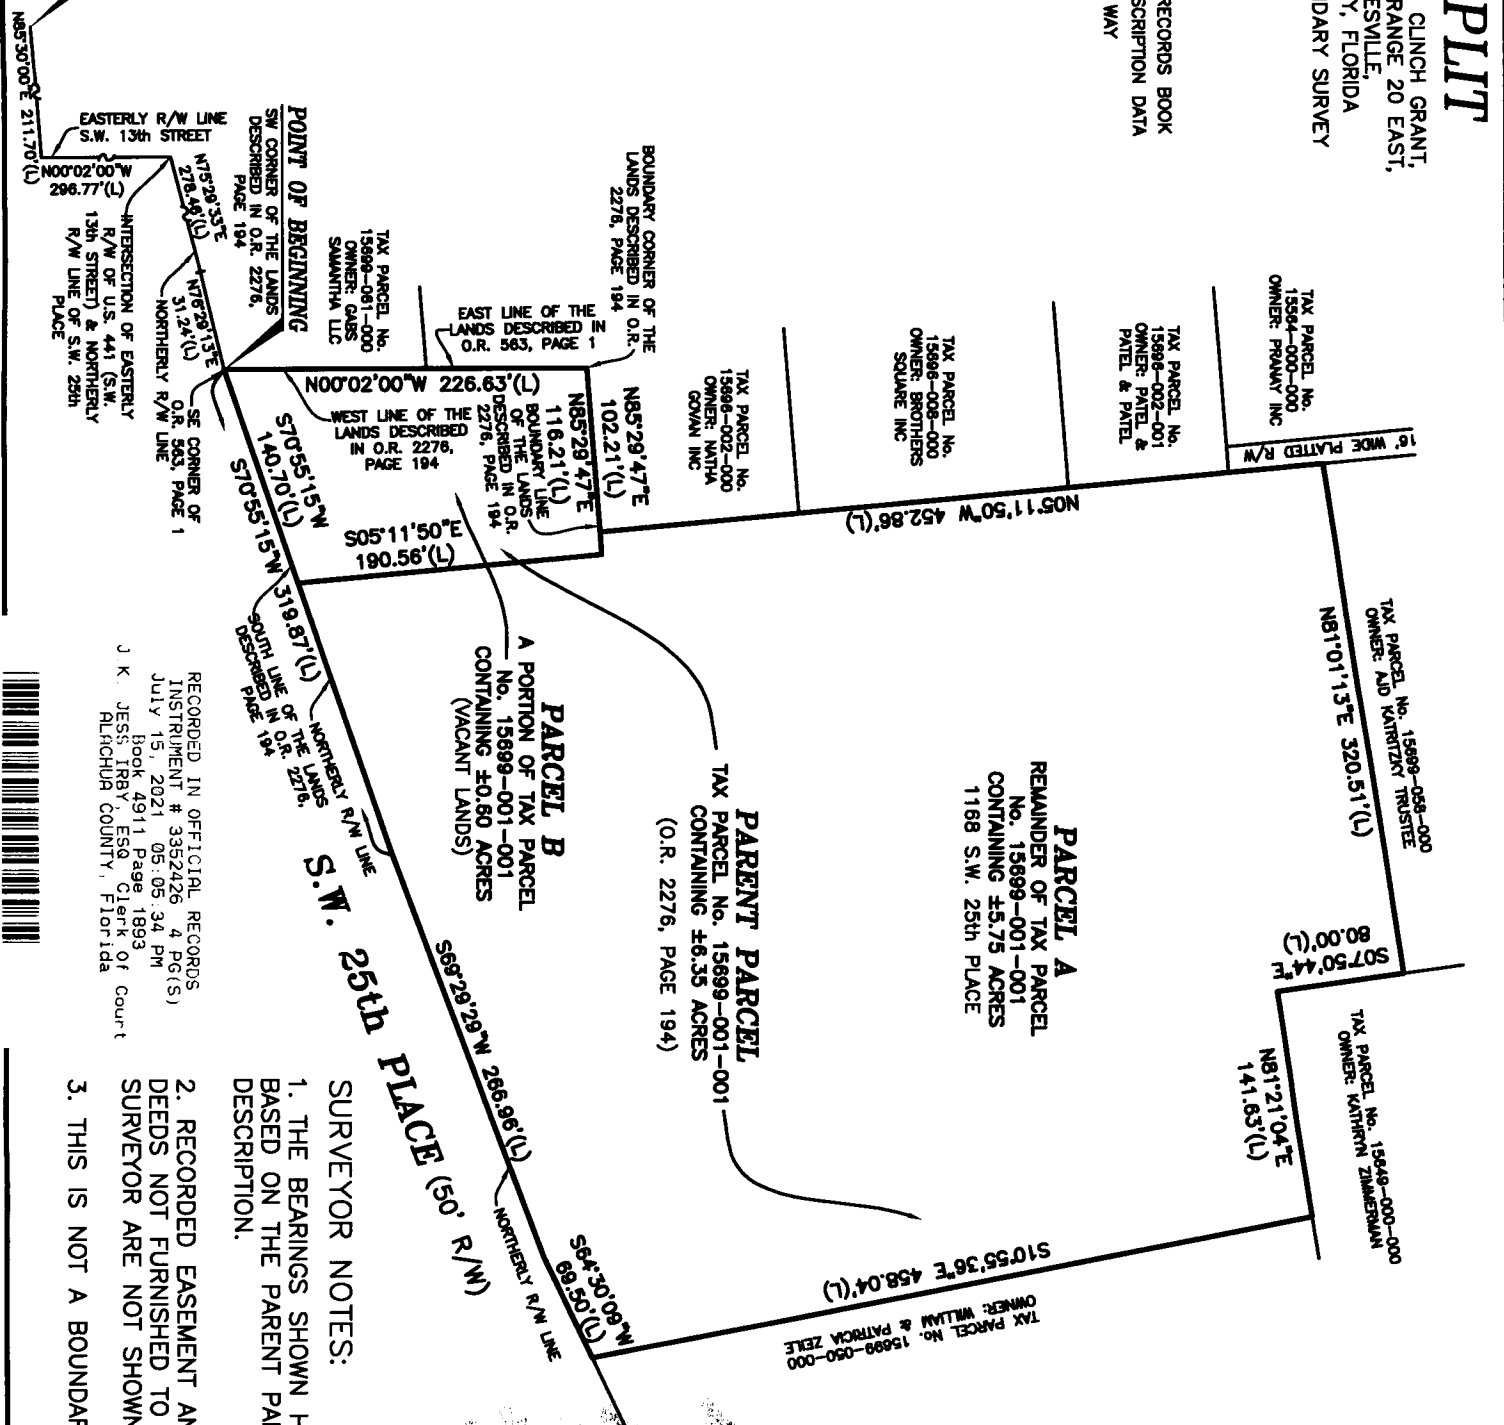 PLIT
CLINCH GRANT,
RANGE 20 EAST,
ESVILLE,
Y, FLORIDA
DARY SURVEY
RECORDS BOOK
SCRIPTION DATA
WAY
TAX PARCEL No.
15564-000-000
OWNER: PRANAY INC
16' WIDE PLATTED R/W
TAX PARCEL No.
15696-002-001
OWNER: PATEL &
PATEL & PATEL
TAX PARCEL No.
15696-008-000
OWNER: BROTHERS
SQUARE INC
TAX PARCEL No.
15696-002-000
OWNER: NATHA
GOVAN INC
BOUNDARY CORNER OF THE
LANDS DESCRIBED IN O.R.
2276, PAGE 194
TAX PARCEL No.
15699-061-000
OWNER: GABS
SAMANTHA LLC
EAST LINE OF THE
LANDS DESCRIBED IN
O.R. 563, PAGE 1
POINT OF BEGINNING
SW CORNER OF THE LANDS
DESCRIBED IN O.R. 2276,
PAGE 194
EASTERLY R/W LINE
S.W. 13th STREET
N85°30'00"E 211.70'(L)
N00°02'00"W
296.77'(L)
N75°29'33"E
278.46'(L)
N76°29'13"E
31.24'(L)
INTERSECTION OF EASTERLY
R/W OF U.S. 441 (S.W.
13th STREET) & NORTHERLY
R/W LINE OF S.W. 25th
PLACE
NORTHERLY R/W LINE
SE CORNER OF
O.R. 563, PAGE 1
N00°02'00"W 226.63'(L)
WEST LINE OF THE
LANDS DESCRIBED
IN O.R. 2276,
PAGE 194
N85°29'47"E
102.21'(L)
N85°29'47"E
116.21'(L)
BOUNDARY LINE
OF THE LANDS
DESCRIBED IN O.R.
2276, PAGE 194
S70°55'15"W
140.70'(L)
S05°11'50"E
190.56'(L)
S70°55'15"W 319.87'(L)
SOUTH LINE OF THE LANDS
DESCRIBED IN O.R. 2276,
PAGE 194
NORTHERLY R/W LINE
N05°11'50"W 452.86'(L)
N81°01'13"E 320.51'(L)
TAX PARCEL No. 15699-058-000
OWNER: AJD KATRITZKY TRUSTEE
S07°50'44"E
80.00'(L)
N81°21'04"E
141.63'(L)
TAX PARCEL No. 15649-000-000
OWNER: KATHRYN ZIMMERMAN
PARCEL A
REMAINDER OF TAX PARCEL
No. 15699-001-001
CONTAINING ±5.75 ACRES
1168 S.W. 25th PLACE
PARENT PARCEL
TAX PARCEL No. 15699-001-001
CONTAINING ±6.35 ACRES
(O.R. 2276, PAGE 194)
PARCEL B
A PORTION OF TAX PARCEL
No. 15699-001-001
CONTAINING ±0.60 ACRES
(VACANT LANDS)
S10°55'36"E 458.04'(L)
TAX PARCEL No. 15699-050-000
OWNER: WILLIAM & PATRICIA ZEILE
S69°29'29"W 266.96'(L)
S64°30'09"W
69.50'(L)
NORTHERLY R/W LINE
S.W. 25th PLACE (50' R/W)
RECORDED IN OFFICIAL RECORDS
INSTRUMENT # 3352426 4 PG(S)
July 15, 2021 05:05:34 PM
Book 4911 Page 1893
J.K. JESS IRBY, ESQ Clerk Of Court
ALACHUA COUNTY, Florida
SURVEYOR NOTES:
1. THE BEARINGS SHOWN H
BASED ON THE PARENT PA
DESCRIPTION.
2. RECORDED EASEMENT AN
DEEDS NOT FURNISHED TO
SURVEYOR ARE NOT SHOWN
3. THIS IS NOT A BOUNDAR